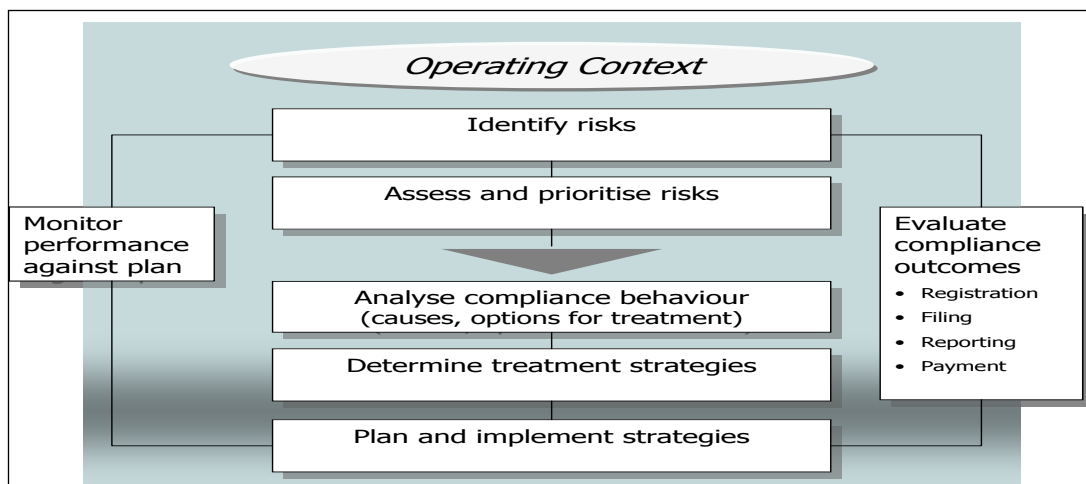 Operating Context
Identify risks
Assess and prioritise risks
Monitor
performance
against plan
Evaluate
compliance
outcomes
• Registration
• Filing
• Reporting
• Payment
Analyse compliance behaviour
(causes, options for treatment)
Determine treatment strategies
Plan and implement strategies